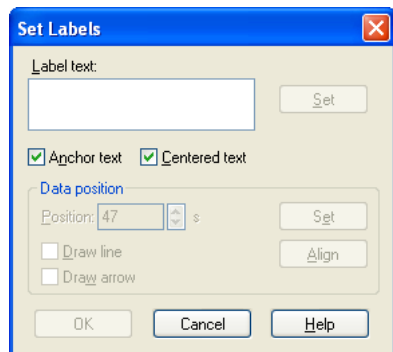 Set Labels
Label text:
Set
Anchor text Centered text
Data position
Position: 47 s Set
Draw line Align
Draw arrow
OK Cancel Help